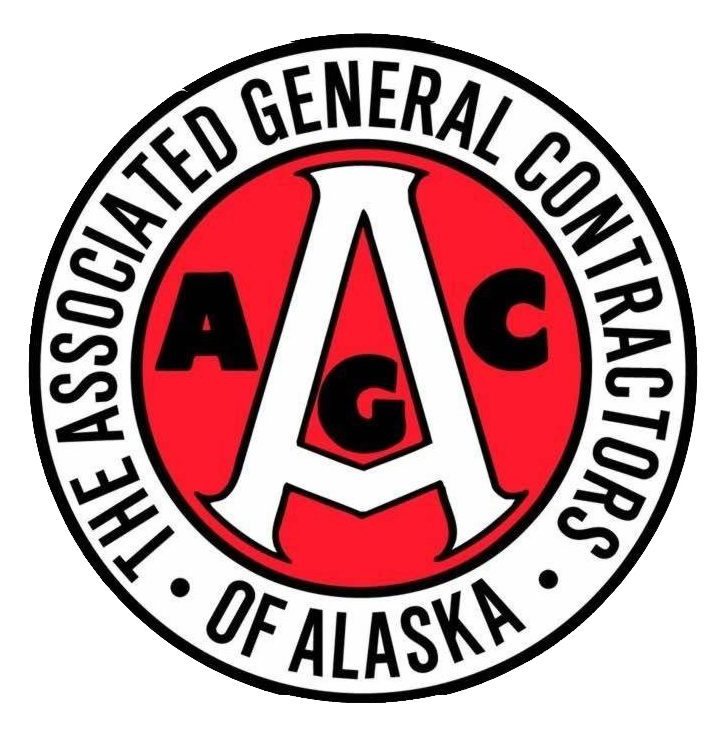 THE ASSOCIATED GENERAL CONTRACTORS
OF ALASKA
A
A G C